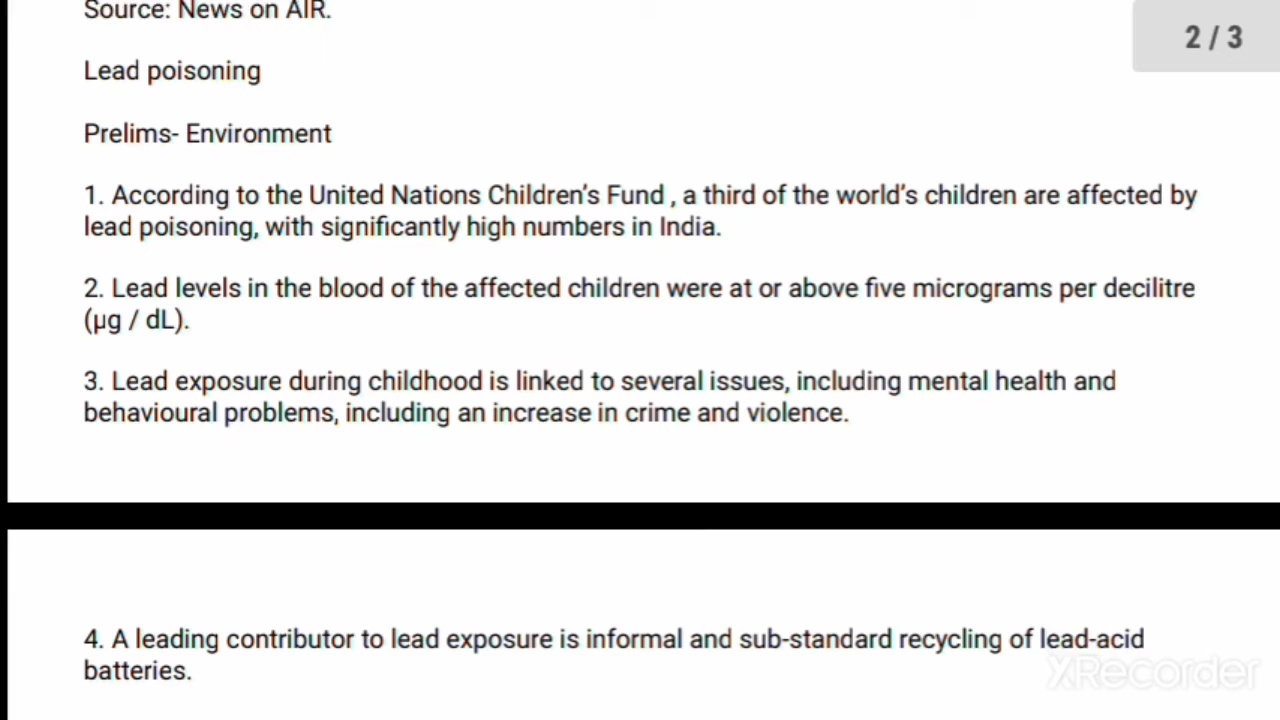 Source: News on AIR.
2 / 3
Lead poisoning
Prelims- Environment
1. According to the United Nations Children's Fund , a third of the world's children are affected by
lead poisoning, with significantly high numbers in India.
2. Lead levels in the blood of the affected children were at or above five micrograms per decilitre
(µg / dL).
3. Lead exposure during childhood is linked to several issues, including mental health and
behavioural problems, including an increase in crime and violence.
4. A leading contributor to lead exposure is informal and sub-standard recycling of lead-acid
batteries.
XRecorder